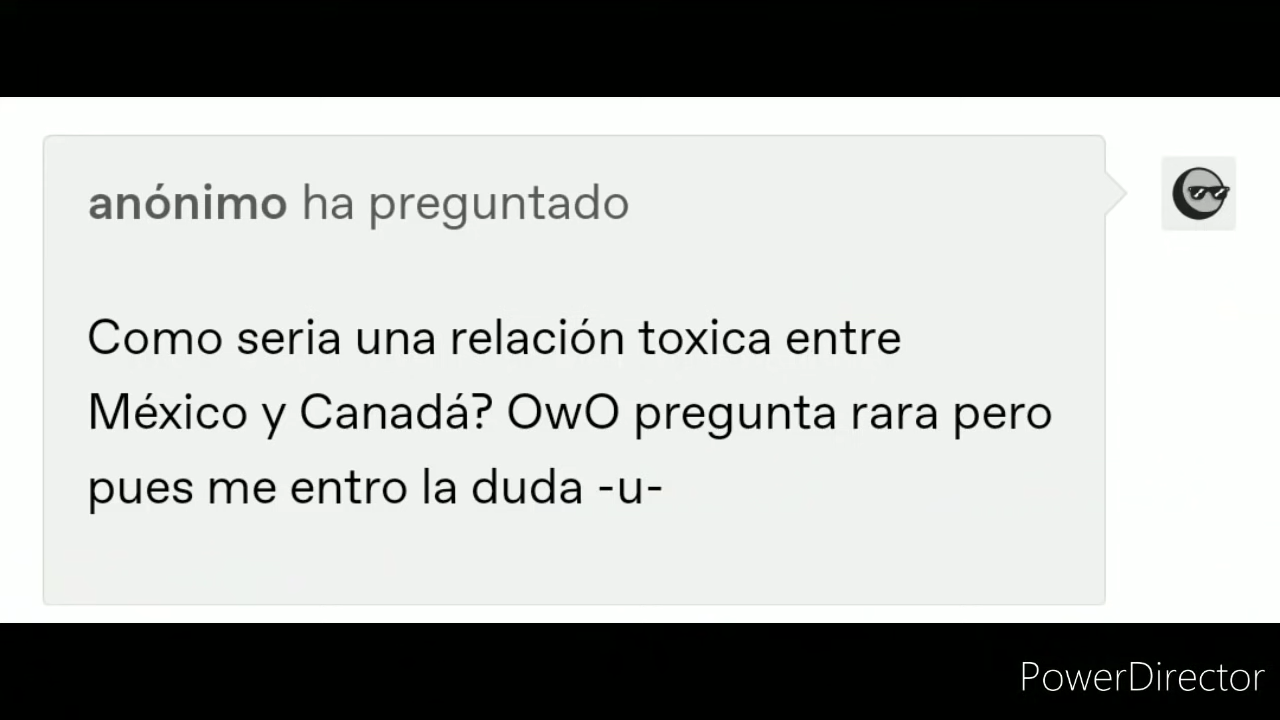 anónimo ha preguntado
Como seria una relación toxica entre
México y Canadá? OwO pregunta rara pero
pues me entro la duda -u-
PowerDirector